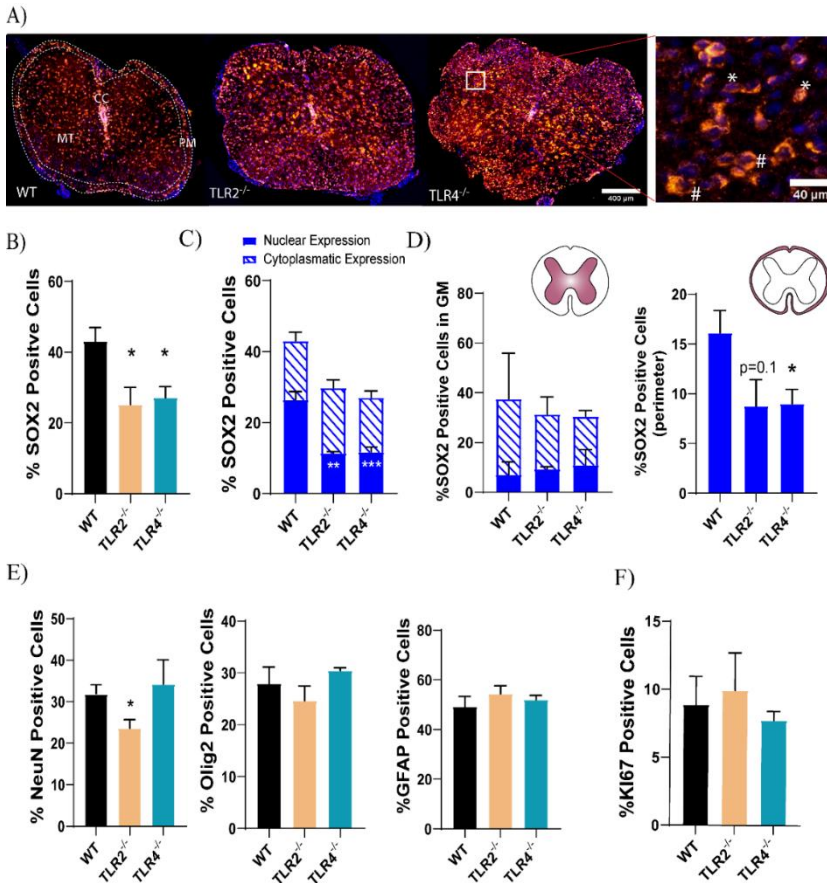 A)
CC
MT
PM
WT
TLR2-/-
TLR4-/-
400 µm
*
*
#
#
40 µm
B)
% SOX2 Positve Cells
60
40
20
0
*
*
WT
TLR2-/-
TLR4-/-
C)
Nuclear Expression
Cytoplasmatic Expression
% SOX2 Positve Cells
60
40
20
0
**
***
WT
TLR2-/-
TLR4-/-
D)
%SOX2 Positive Cells in GM
80
60
40
20
0
WT
TLR2-/-
TLR4-/-
%SOX2 Positive Cells
(perimeter)
20
15
10
5
0
p=0.1
*
WT
TLR2-/-
TLR4-/-
E)
% NeuN Positive Cells
50
40
30
20
10
0
*
WT
TLR2-/-
TLR4-/-
% Olig2 Positive Cells
40
30
20
10
0
WT
TLR2-/-
TLR4-/-
%GFAP Positive Cells
80
60
40
20
0
WT
TLR2-/-
TLR4-/-
F)
%KI67 Positive Cells
15
10
5
0
WT
TLR2-/-
TLR4-/-